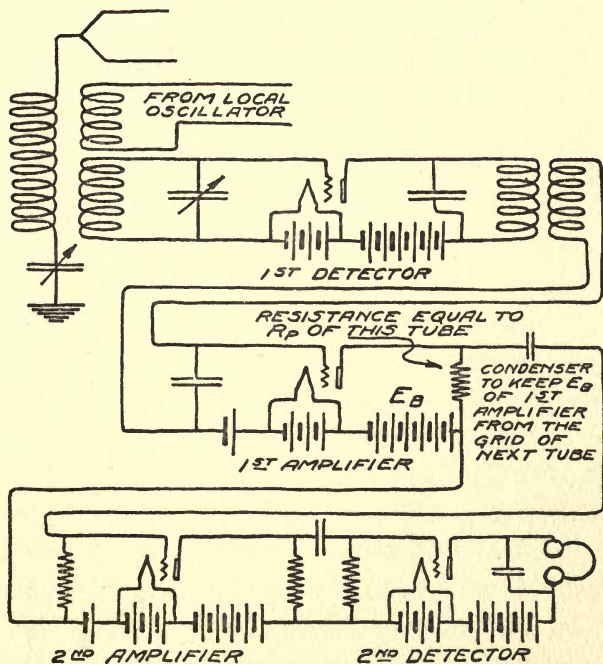 FROM LOCAL
OSCILLATOR
1ST DETECTOR
RESISTANCE EQUAL TO
RP OF THIS TUBE
EB
CONDENSER
TO KEEP EB
OF 1ST
AMPLIFIER
FROM THE
GRID OF
NEXT TUBE
1ST AMPLIFIER
2ND AMPLIFIER
2ND DETECTOR